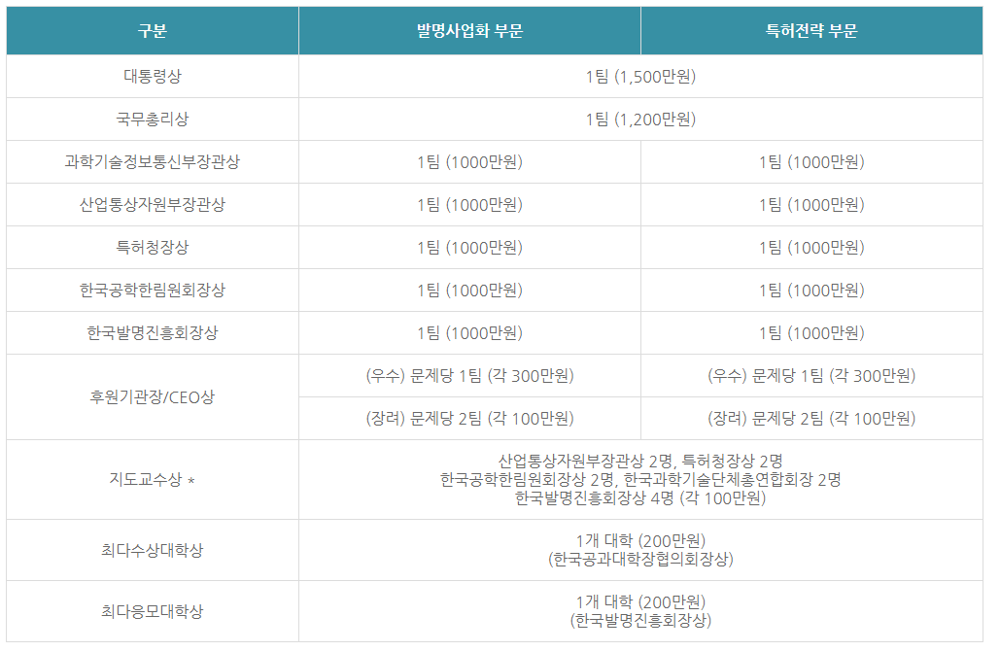 구분 발명사업화 부문 특허전략 부문
대통령상 1팀 (1,500만원)
국무총리상 1팀 (1,200만원)
과학기술정보통신부장관상 1팀 (1000만원) 1팀 (1000만원)
산업통상자원부장관상 1팀 (1000만원) 1팀 (1000만원)
특허청장상 1팀 (1000만원) 1팀 (1000만원)
한국공학한림원회장상 1팀 (1000만원) 1팀 (1000만원)
한국발명진흥회장상 1팀 (1000만원) 1팀 (1000만원)
후원기관장/CEO상
(우수) 문제당 1팀 (각 300만원) (우수) 문제당 1팀 (각 300만원)
(장려) 문제당 2팀 (각 100만원) (장려) 문제당 2팀 (각 100만원)
지도교수상 *
산업통상자원부장관상 2명, 특허청장상 2명
한국공학한림원회장상 2명, 한국과학기술단체총연합회장 2명
한국발명진흥회장상 4명 (각 100만원)
최다수상대학상
1개 대학 (200만원)
(한국공과대학장협의회장상)
최다응모대학상
1개 대학 (200만원)
(한국발명진흥회장상)